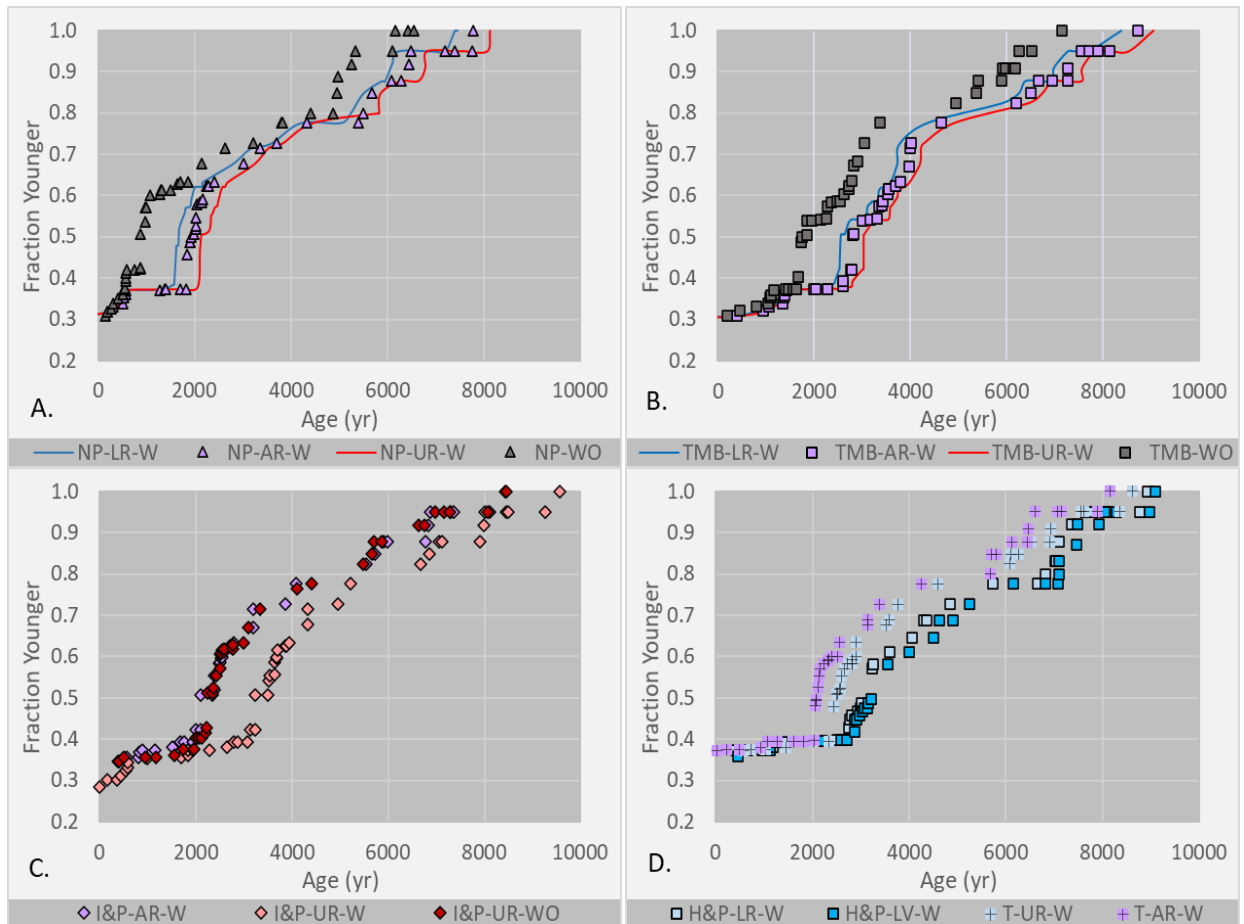 1.0
0.9
0.8
0.7
0.6
0.5
0.4
0.3
0.2
Fraction Younger
0 2000 4000 6000 8000 10000
A.
Age (yr)
NP-LR-W NP-AR-W NP-UR-W NP-WO
1.0
0.9
0.8
0.7
0.6
0.5
0.4
0.3
0.2
Fraction Younger
0 2000 4000 6000 8000 10000
B.
Age (yr)
TMB-LR-W TMB-AR-W TMB-UR-W TMB-WO
1.0
0.9
0.8
0.7
0.6
0.5
0.4
0.3
0.2
Fraction Younger
0 2000 4000 6000 8000 10000
C.
Age (yr)
I&P-AR-W I&P-UR-W I&P-UR-WO
1.0
0.9
0.8
0.7
0.6
0.5
0.4
0.3
0.2
Fraction Younger
0 2000 4000 6000 8000 10000
D.
Age (yr)
H&P-LR-W H&P-LV-W T-UR-W T-AR-W